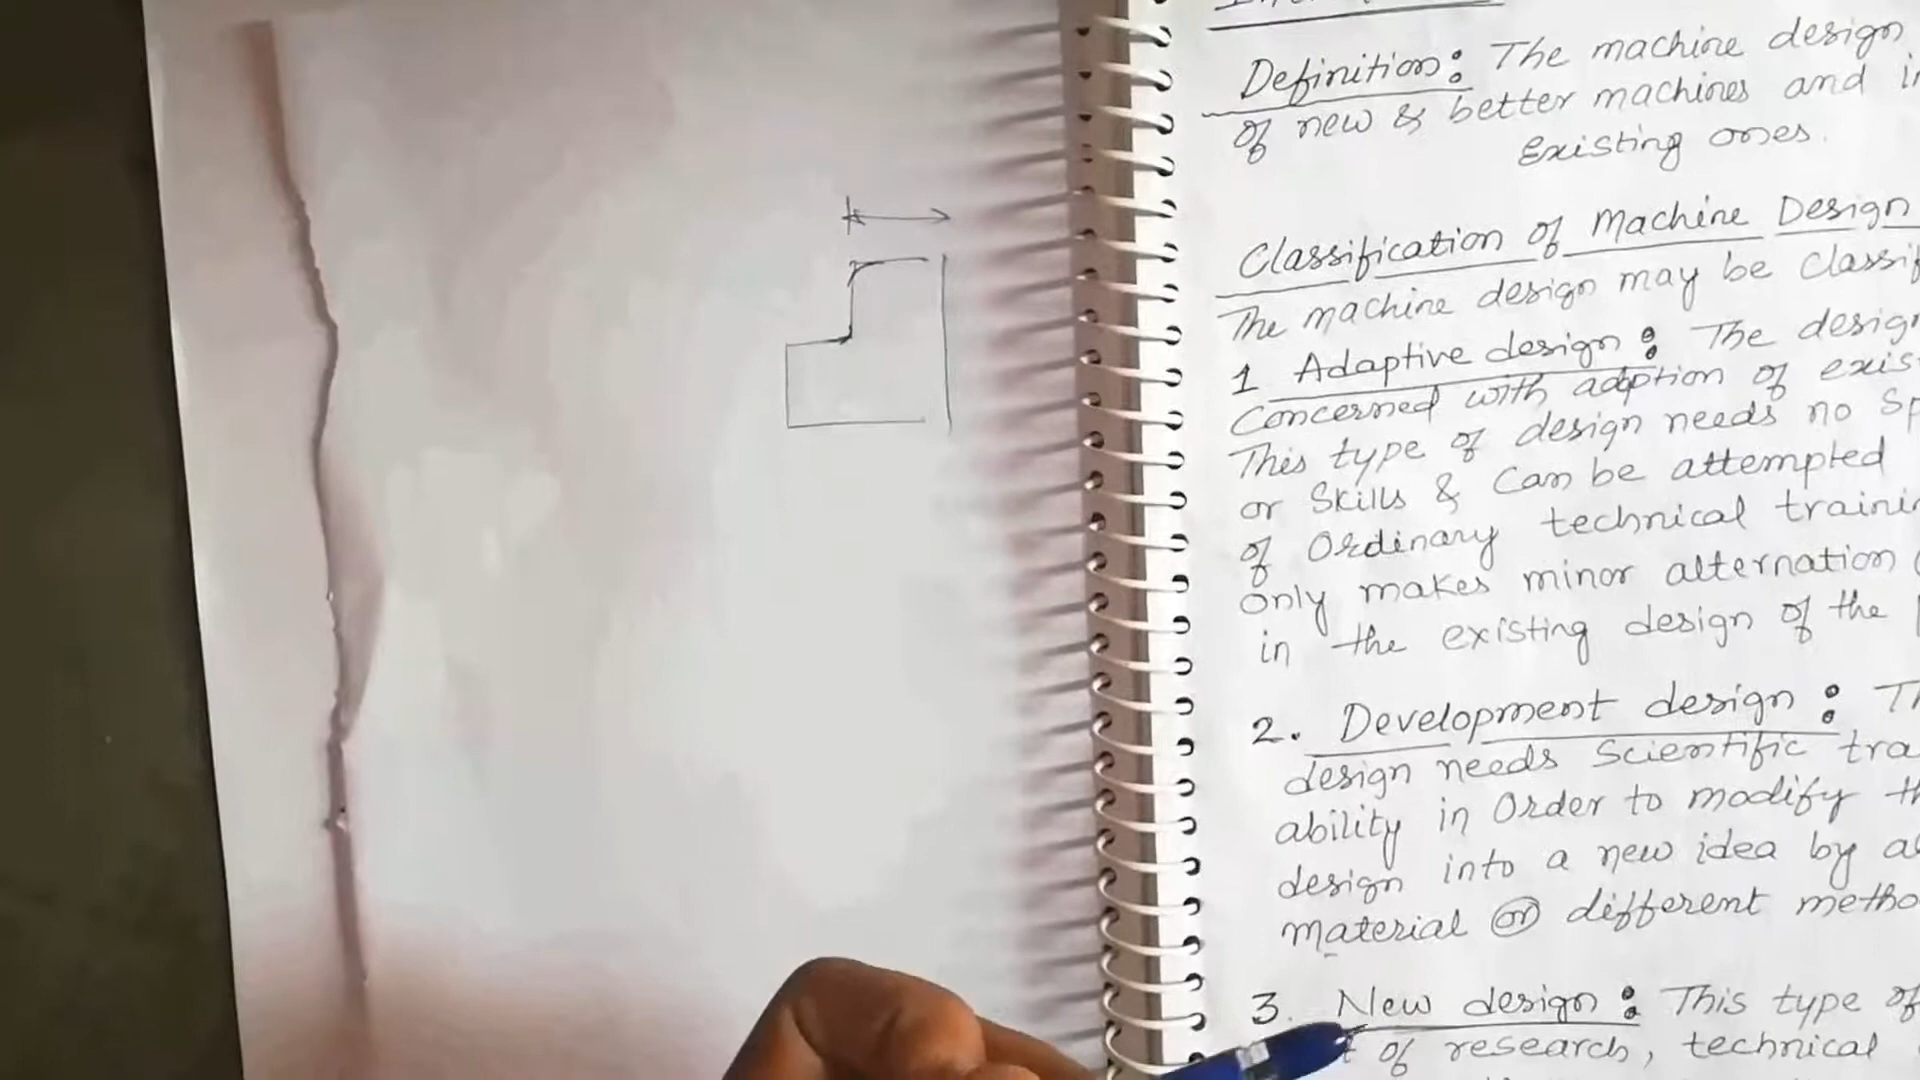 Definition: The machine design
of new & better machines and
Existing ones.
Classification of Machine Design
The machine design may be
1 Adaptive design: The
Concerned with adoption of
This type of design needs no
or Skills & Can be attempted
of Ordinary technical
only makes minor alternation
in the existing design of the
2. Development design:
design needs Scientific
ability in Order to modify
design into a new idea by
material or different
3. New design: This type of
of research, technical